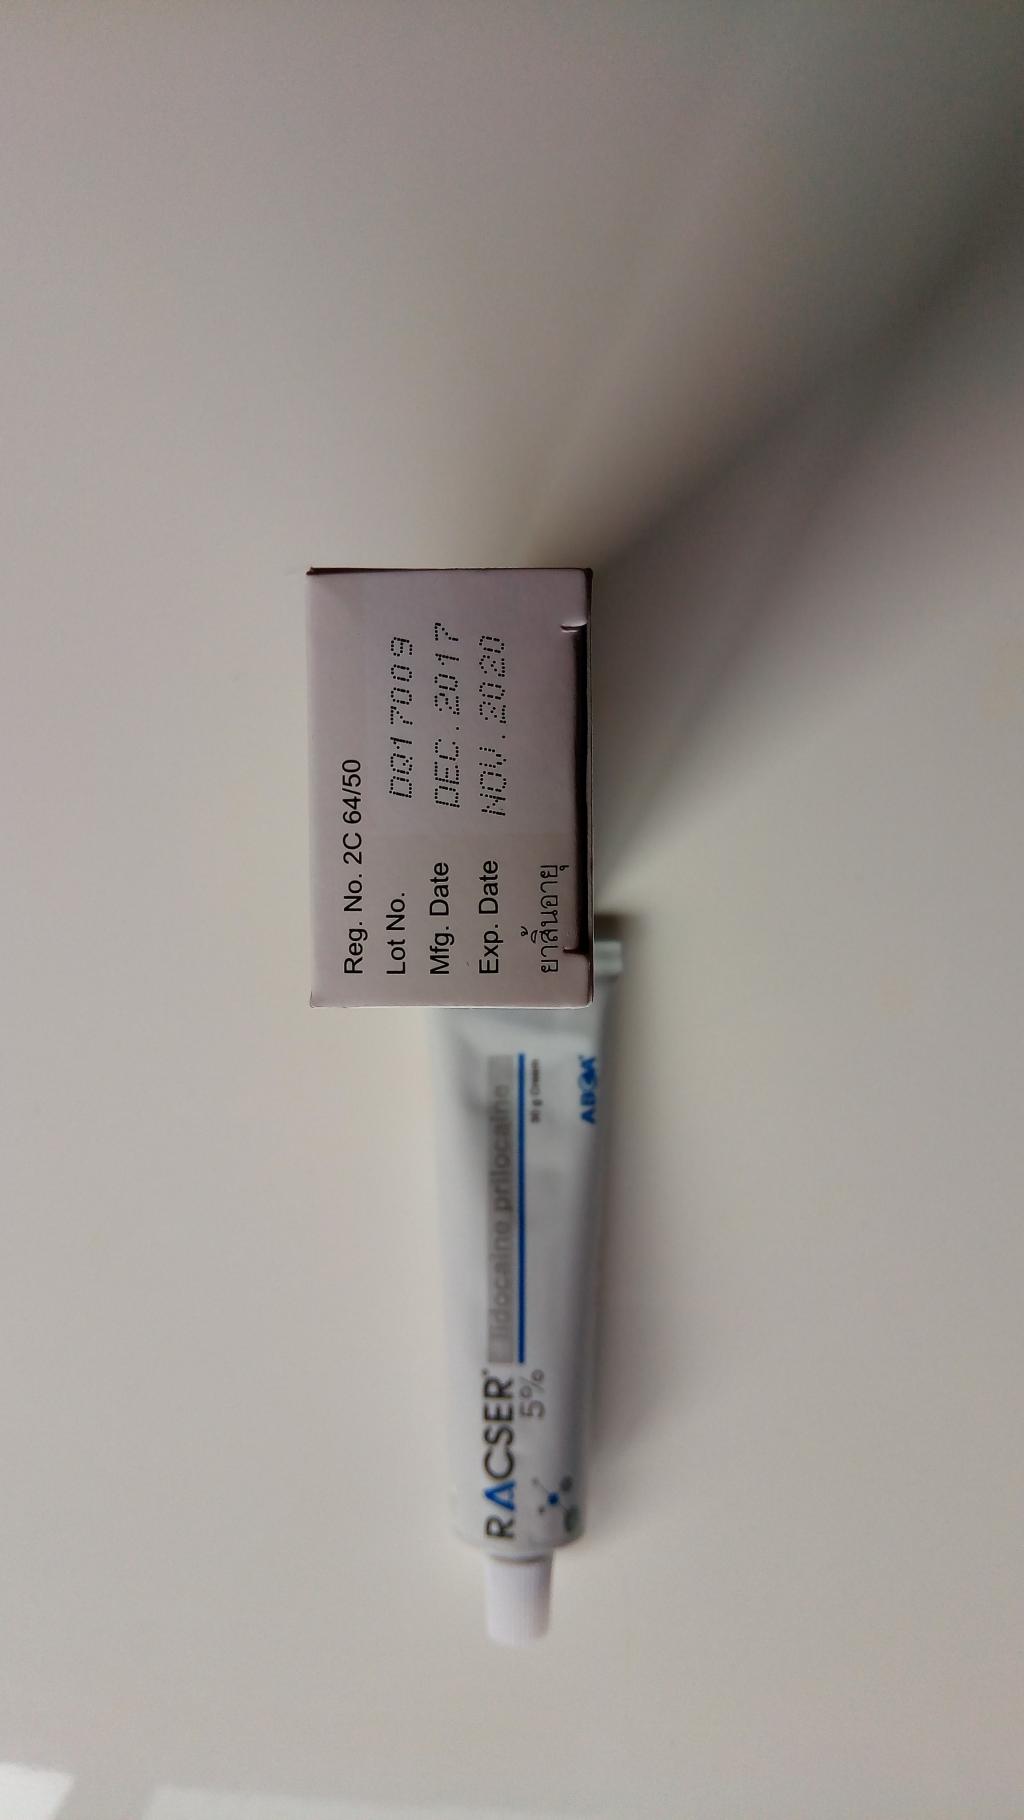 Reg. No. 2C 64/50
Lot No. DQ17009
Mfg. Date DEC.2017
Exp. Date NOV.2020
ยาสิ้นอายุ
RACSER
lidocaine prilocaine
5%
Cream